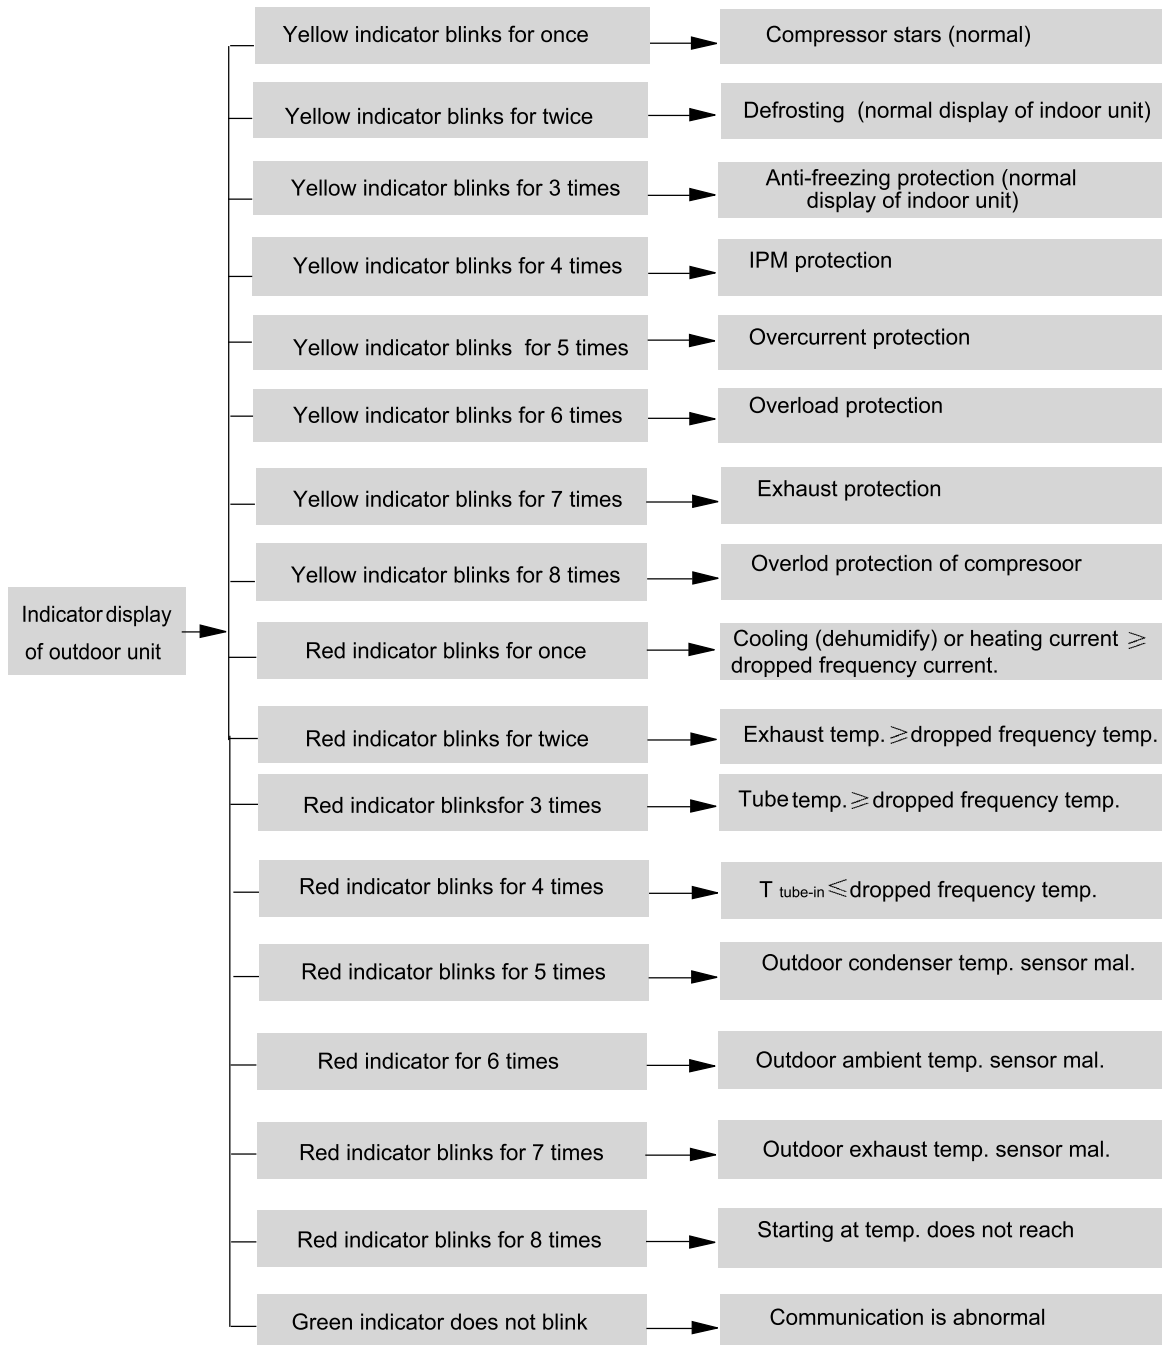 Yellow indicator blinks for once
Compressor stars (normal)
Yellow indicator blinks for twice
Defrosting (normal display of indoor unit)
Yellow indicator blinks for 3 times
Anti-freezing protection (normal
display of indoor unit)
Yellow indicator blinks for 4 times
IPM protection
Yellow indicator blinks for 5 times
Overcurrent protection
Yellow indicator blinks for 6 times
Overload protection
Yellow indicator blinks for 7 times
Exhaust protection
Yellow indicator blinks for 8 times
Overlod protection of compresoor
Indicator display
of outdoor unit
Red indicator blinks for once
Cooling (dehumidify) or heating current ≥
dropped frequency current.
Red indicator blinks for twice
Exhaust temp. ≥ dropped frequency temp.
Red indicator blinksfor 3 times
Tube temp. ≥ dropped frequency temp.
Red indicator blinks for 4 times
T tube-in ≤ dropped frequency temp.
Red indicator blinks for 5 times
Outdoor condenser temp. sensor mal.
Red indicator for 6 times
Outdoor ambient temp. sensor mal.
Red indicator blinks for 7 times
Outdoor exhaust temp. sensor mal.
Red indicator blinks for 8 times
Starting at temp. does not reach
Green indicator does not blink
Communication is abnormal